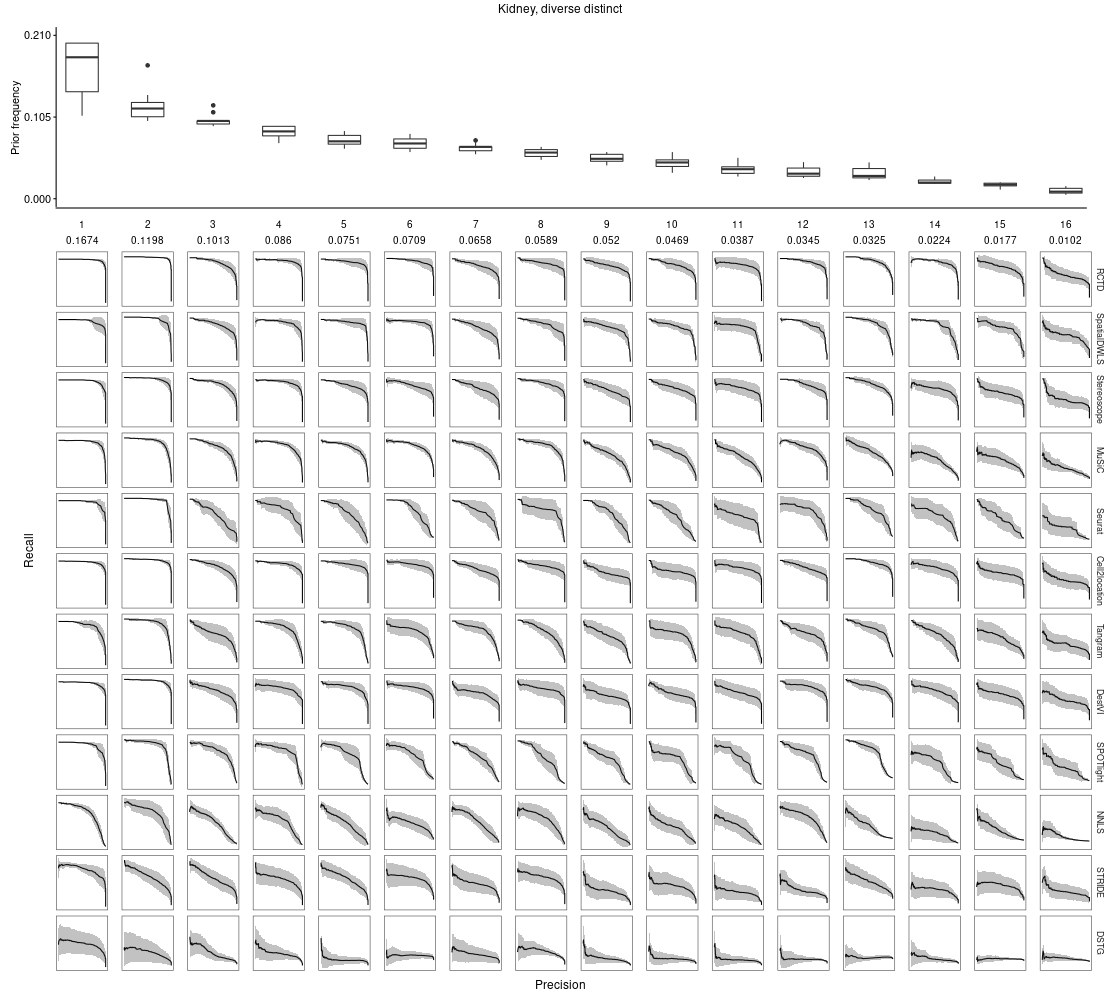 Kidney, diverse distinct
0.210
0.105
0.000
Prior frequency
1 2 3 4 5 6 7 8 9 10 11 12 13 14 15 16
0.1674 0.1198 0.1013 0.086 0.0751 0.0709 0.0658 0.0589 0.052 0.0469 0.0387 0.0345 0.0325 0.0224 0.0177 0.0102
RCTD
SpatialDWLS
Stereoscope
MuSiC
Seurat
Cell2location
Tangram
DestVI
SPOTlight
NNLS
STRIDE
DSTG
Recall
Precision